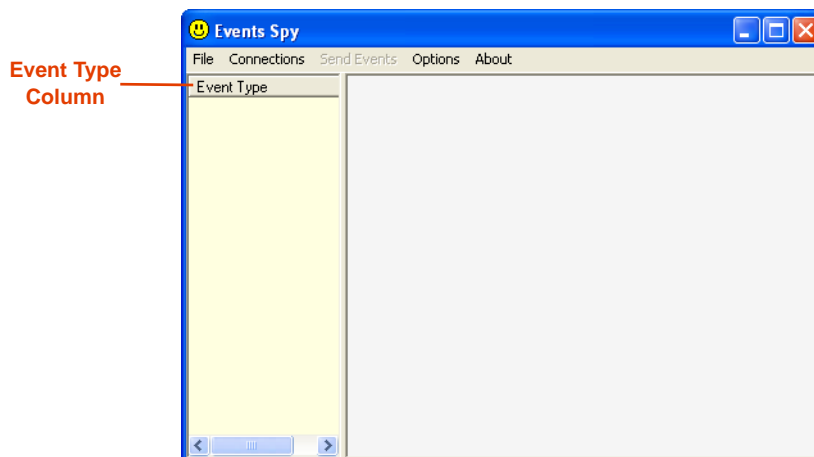 Events Spy
File Connections Send Events Options About
Event Type
Column
Event Type